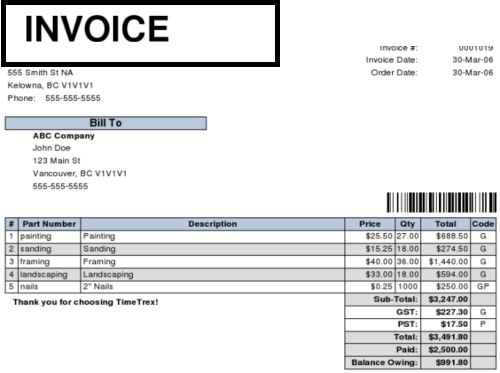 INVOICE
Invoice #: 0001019
Invoice Date: 30-Mar-06
555 Smith St NA Order Date: 30-Mar-06
Kelowna, BC V1V1V1
Phone: 555-555-5555
Bill To
ABC Company
John Doe
123 Main St
Vancouver, BC V1V1V1
555-555-5555
# Part Number Description Price Qty Total Code
1 painting Painting $25.50 27.00 $688.50 G
2 sanding Sanding $15.25 18.00 $274.50 G
3 framing Framing $40.00 36.00 $1,440.00 G
4 landscaping Landscaping $33.00 18.00 $594.00 G
5 nails 2" Nails $0.25 1000 $250.00 GP
Thank you for choosing TimeTrex! Sub-Total: $3,247.00
GST: $227.30 G
PST: $17.50 P
Total: $3,491.80
Paid: $2,500.00
Balance Owing: $991.80